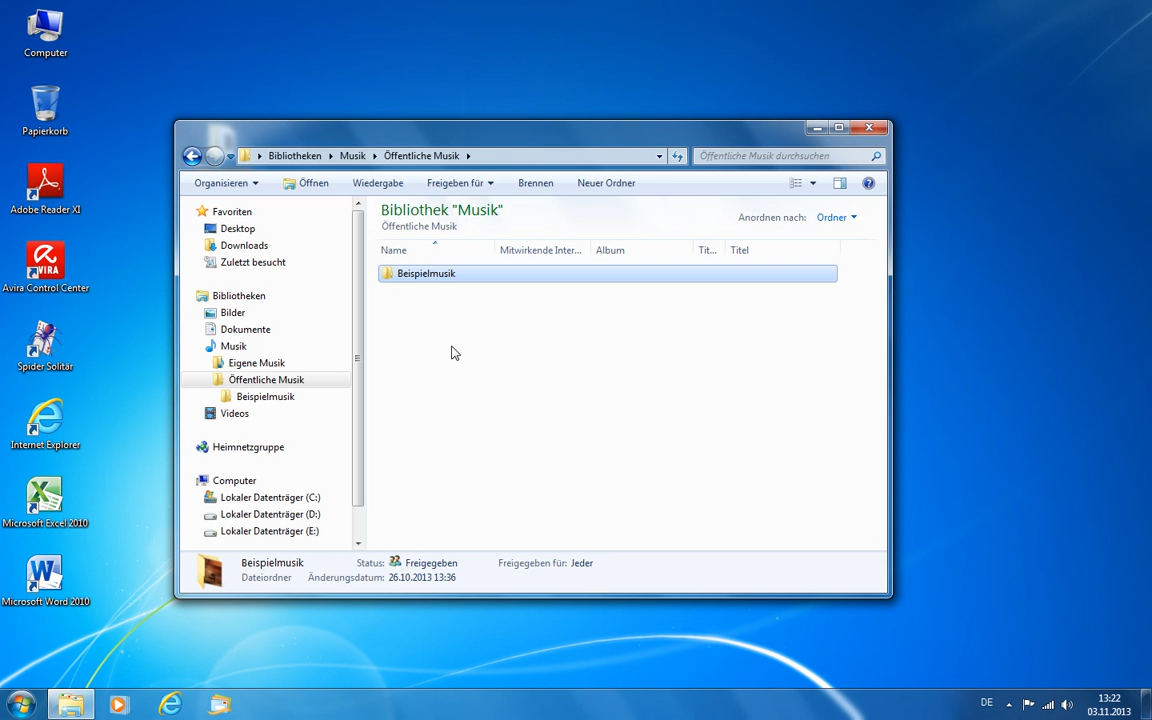 Computer
Papierkorb
Adobe Reader XI
Avira Control Center
Spider Solitär
Internet Explorer
Microsoft Excel 2010
Microsoft Word 2010
Bibliotheken Musik Öffentliche Musik
Öffentliche Musik durchsuchen
Organisieren Öffnen Wiedergabe Freigeben für Brennen Neuer Ordner
Favoriten
Desktop
Downloads
Zuletzt besucht
Bibliotheken
Bilder
Dokumente
Musik
Eigene Musik
Öffentliche Musik
Beispielmusik
Videos
Heimnetzgruppe
Computer
Lokaler Datenträger (C:)
Lokaler Datenträger (D:)
Lokaler Datenträger (E:)
Bibliothek "Musik"
Öffentliche Musik
Anordnen nach: Ordner
Name Mitwirkende Inter... Album Tit... Titel
Beispielmusik
Beispielmusik Status: Freigegeben Freigegeben für: Jeder
Dateiordner Änderungsdatum: 26.10.2013 13:36
DE
13:22
03.11.2013